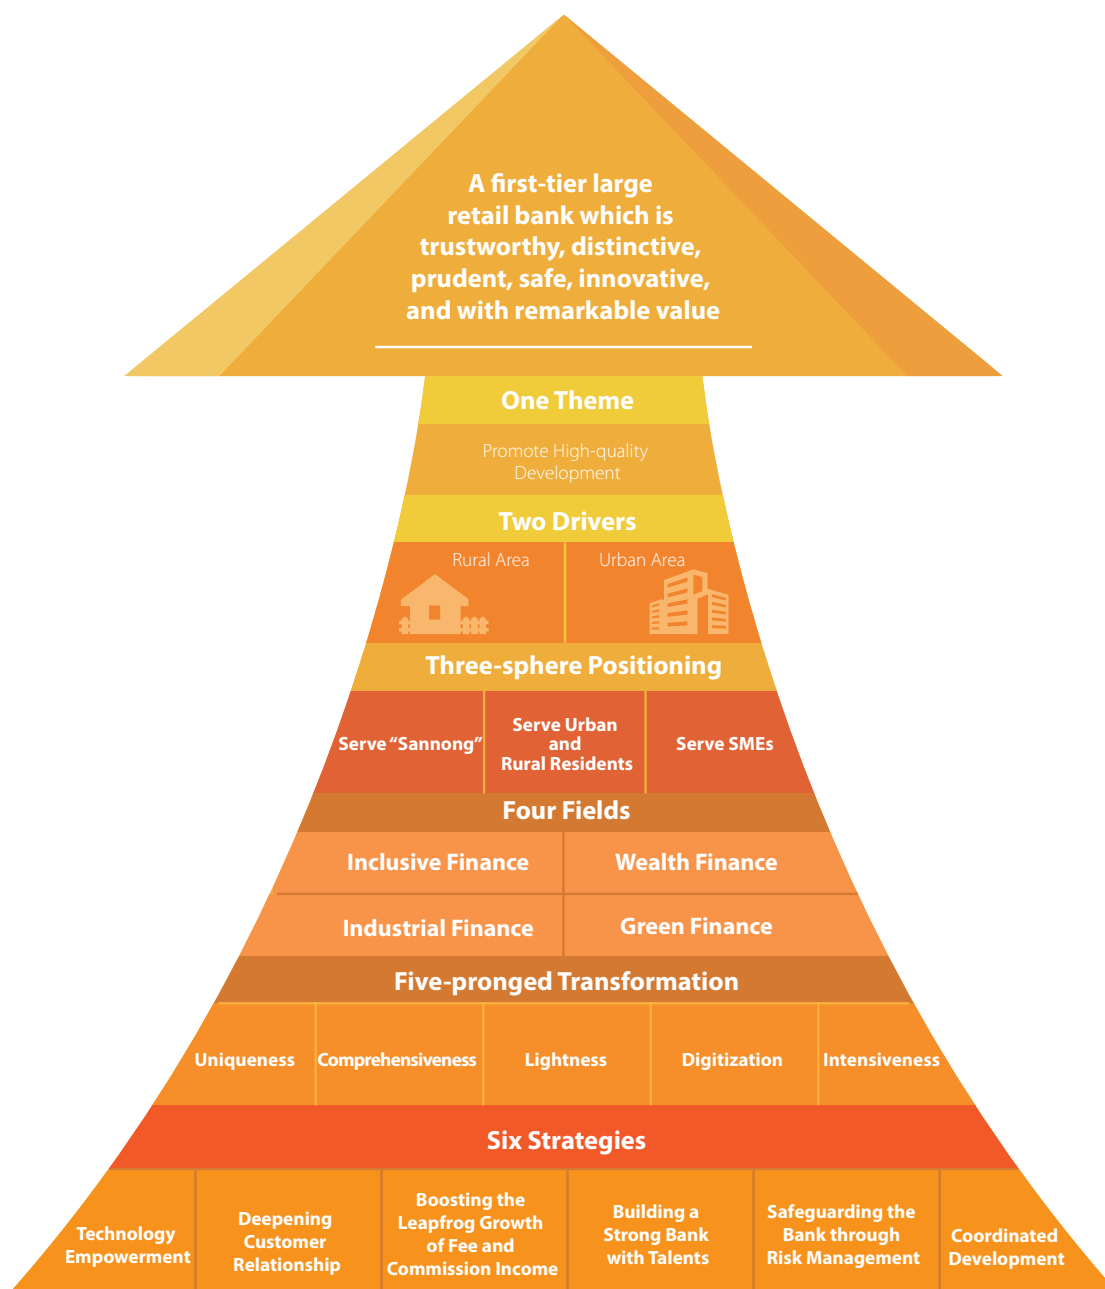 A first-tier large
retail bank which is
trustworthy, distinctive,
prudent, safe, innovative,
and with remarkable value
One Theme
Promote High-quality
Development
Two Drivers
Rural Area
Urban Area
Three-sphere Positioning
Serve “Sannong”
Serve Urban
and
Rural Residents
Serve SMEs
Four Fields
Inclusive Finance
Wealth Finance
Industrial Finance
Green Finance
Five-pronged Transformation
Uniqueness
Comprehensiveness
Lightness
Digitization
Intensiveness
Six Strategies
Technology
Empowerment
Deepening
Customer
Relationship
Boosting the
Leapfrog Growth
of Fee and
Commission Income
Building a
Strong Bank
with Talents
Safeguarding the
Bank through
Risk Management
Coordinated
Development